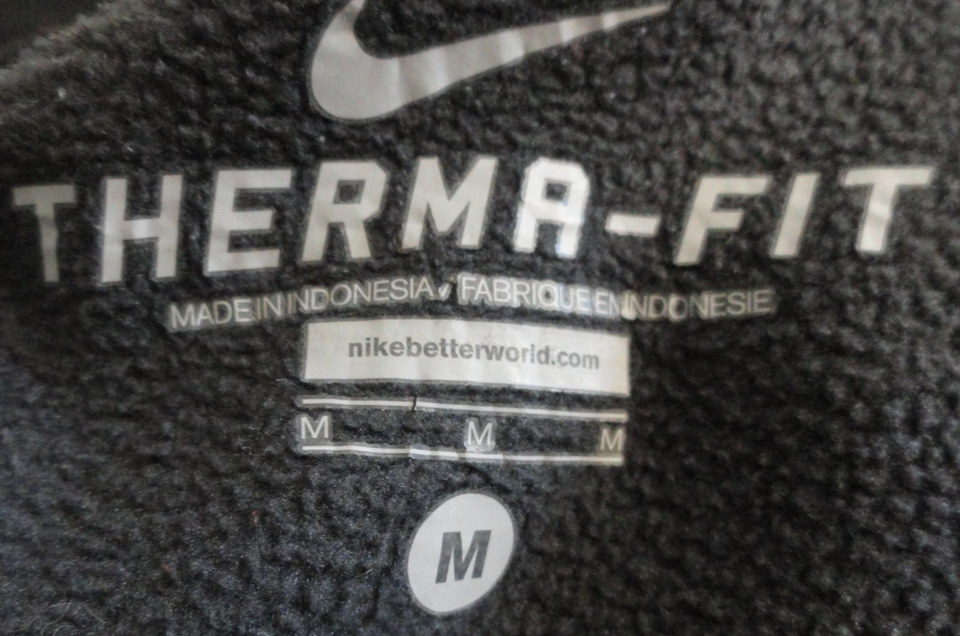 THERMA-FIT
MADE IN INDONESIA / FABRIQUE EN INDONESIE
nikebetterworld.com
M M M
M